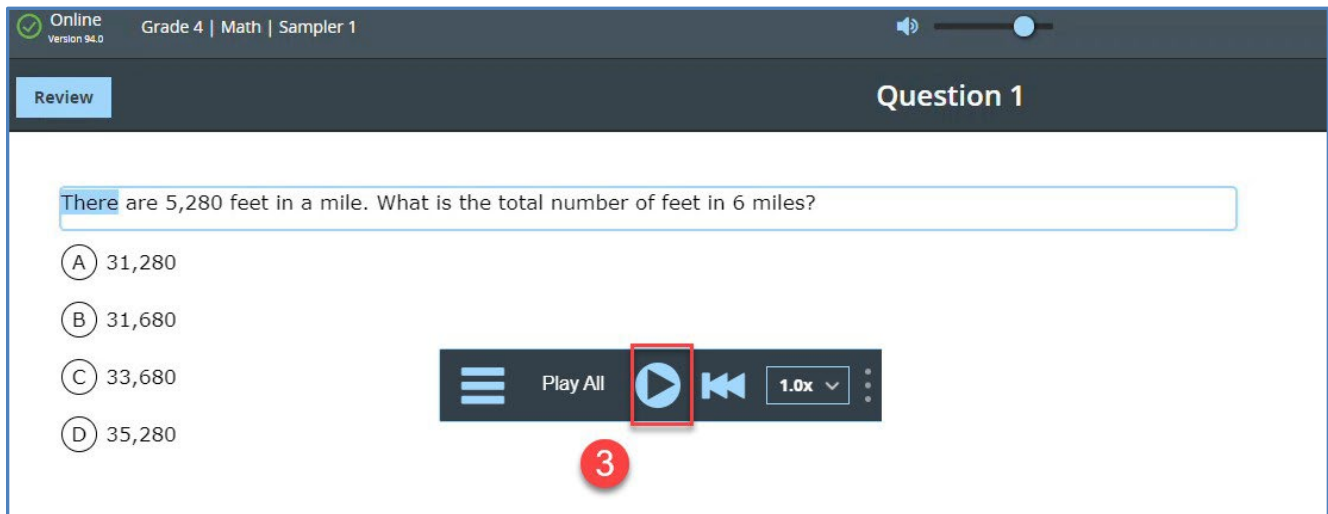 Online
Version 94.0
Grade 4 | Math | Sampler 1
Review
Question 1
There are 5,280 feet in a mile. What is the total number of feet in 6 miles?
A 31,280
B 31,680
C 33,680
D 35,280
Play All
1.0x
3